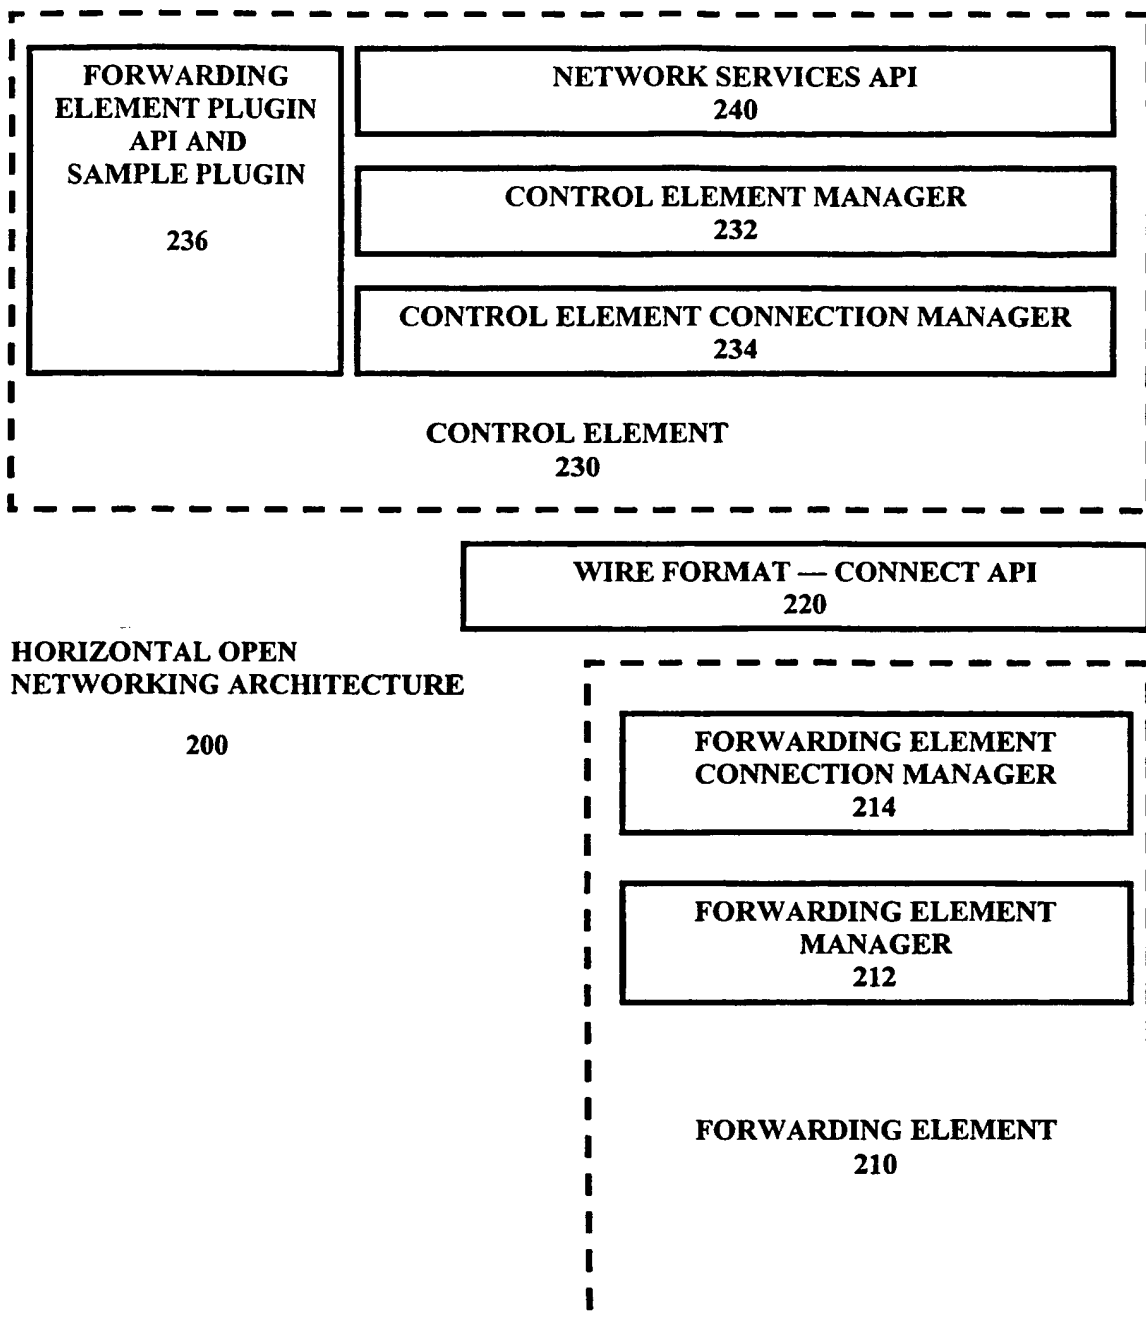 FORWARDING
ELEMENT PLUGIN
API AND
SAMPLE PLUGIN
236
NETWORK SERVICES API
240
CONTROL ELEMENT MANAGER
232
CONTROL ELEMENT CONNECTION MANAGER
234
CONTROL ELEMENT
230
WIRE FORMAT — CONNECT API
220
HORIZONTAL OPEN
NETWORKING ARCHITECTURE
200
FORWARDING ELEMENT
CONNECTION MANAGER
214
FORWARDING ELEMENT
MANAGER
212
FORWARDING ELEMENT
210